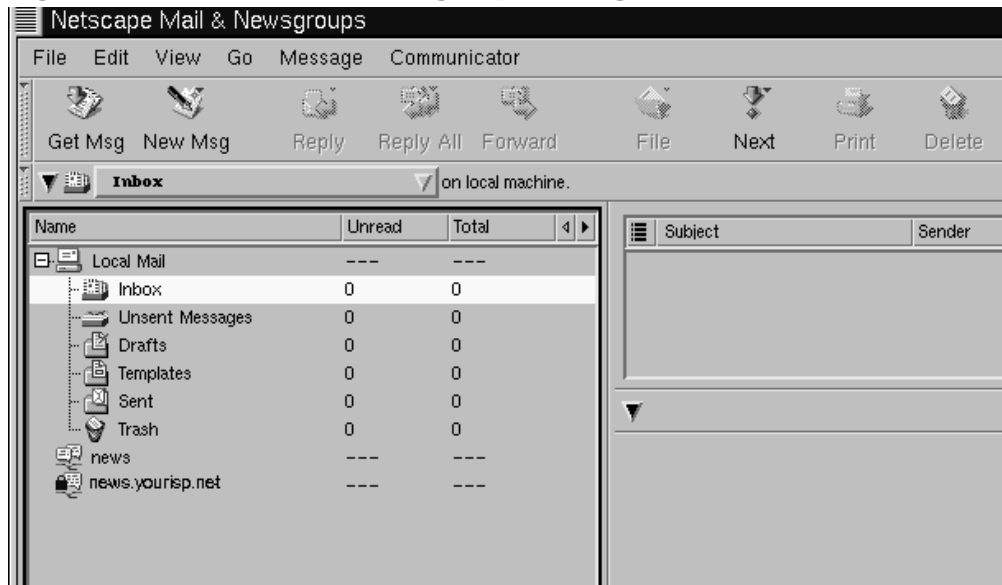 Netscape Mail & Newsgroups
File Edit View Go Message Communicator
Get Msg New Msg Reply Reply All Forward File Next Print Delete
Inbox on local machine.
Name Unread Total Subject Sender
Local Mail --- ---
Inbox 0 0
Unsent Messages 0 0
Drafts 0 0
Templates 0 0
Sent 0 0
Trash 0 0
news --- ---
news.yourisp.net --- ---